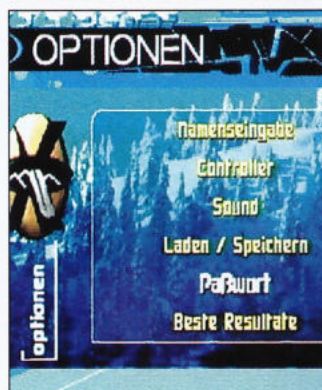 OPTIONEN
Namenseingabe
Controller
Sound
Laden / Speichern
Paßwort
Beste Resultate
optionen